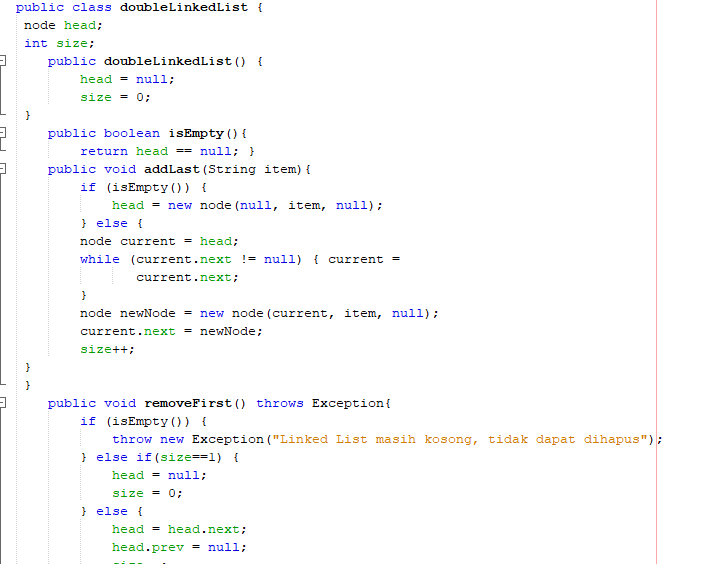 public class doubleLinkedList {
node head;
int size;
public doubleLinkedList() {
head = null;
size = 0;
}
public boolean isEmpty(){
return head == null; }
public void addLast(String item){
if (isEmpty()) {
head = new node(null, item, null);
} else {
node current = head;
while (current.next != null) { current =
current.next;
}
node newNode = new node(current, item, null);
current.next = newNode;
size++;
}
}
public void removeFirst() throws Exception{
if (isEmpty()) {
throw new Exception("Linked List masih kosong, tidak dapat dihapus");
} else if(size==1) {
head = null;
size = 0;
} else {
head = head.next;
head.prev = null;